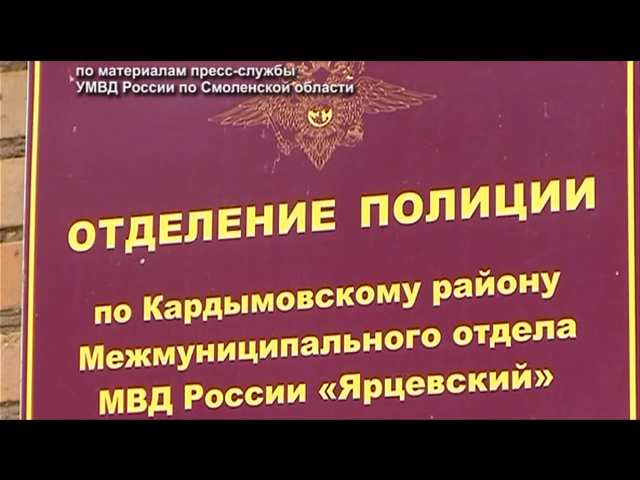 по материалам пресс-службы
УМВД России по Смоленской области
ОТДЕЛЕНИЕ ПОЛИЦИИ
по Кардымовскому району
Межмуниципального отдела
МВД России «Ярцевский»